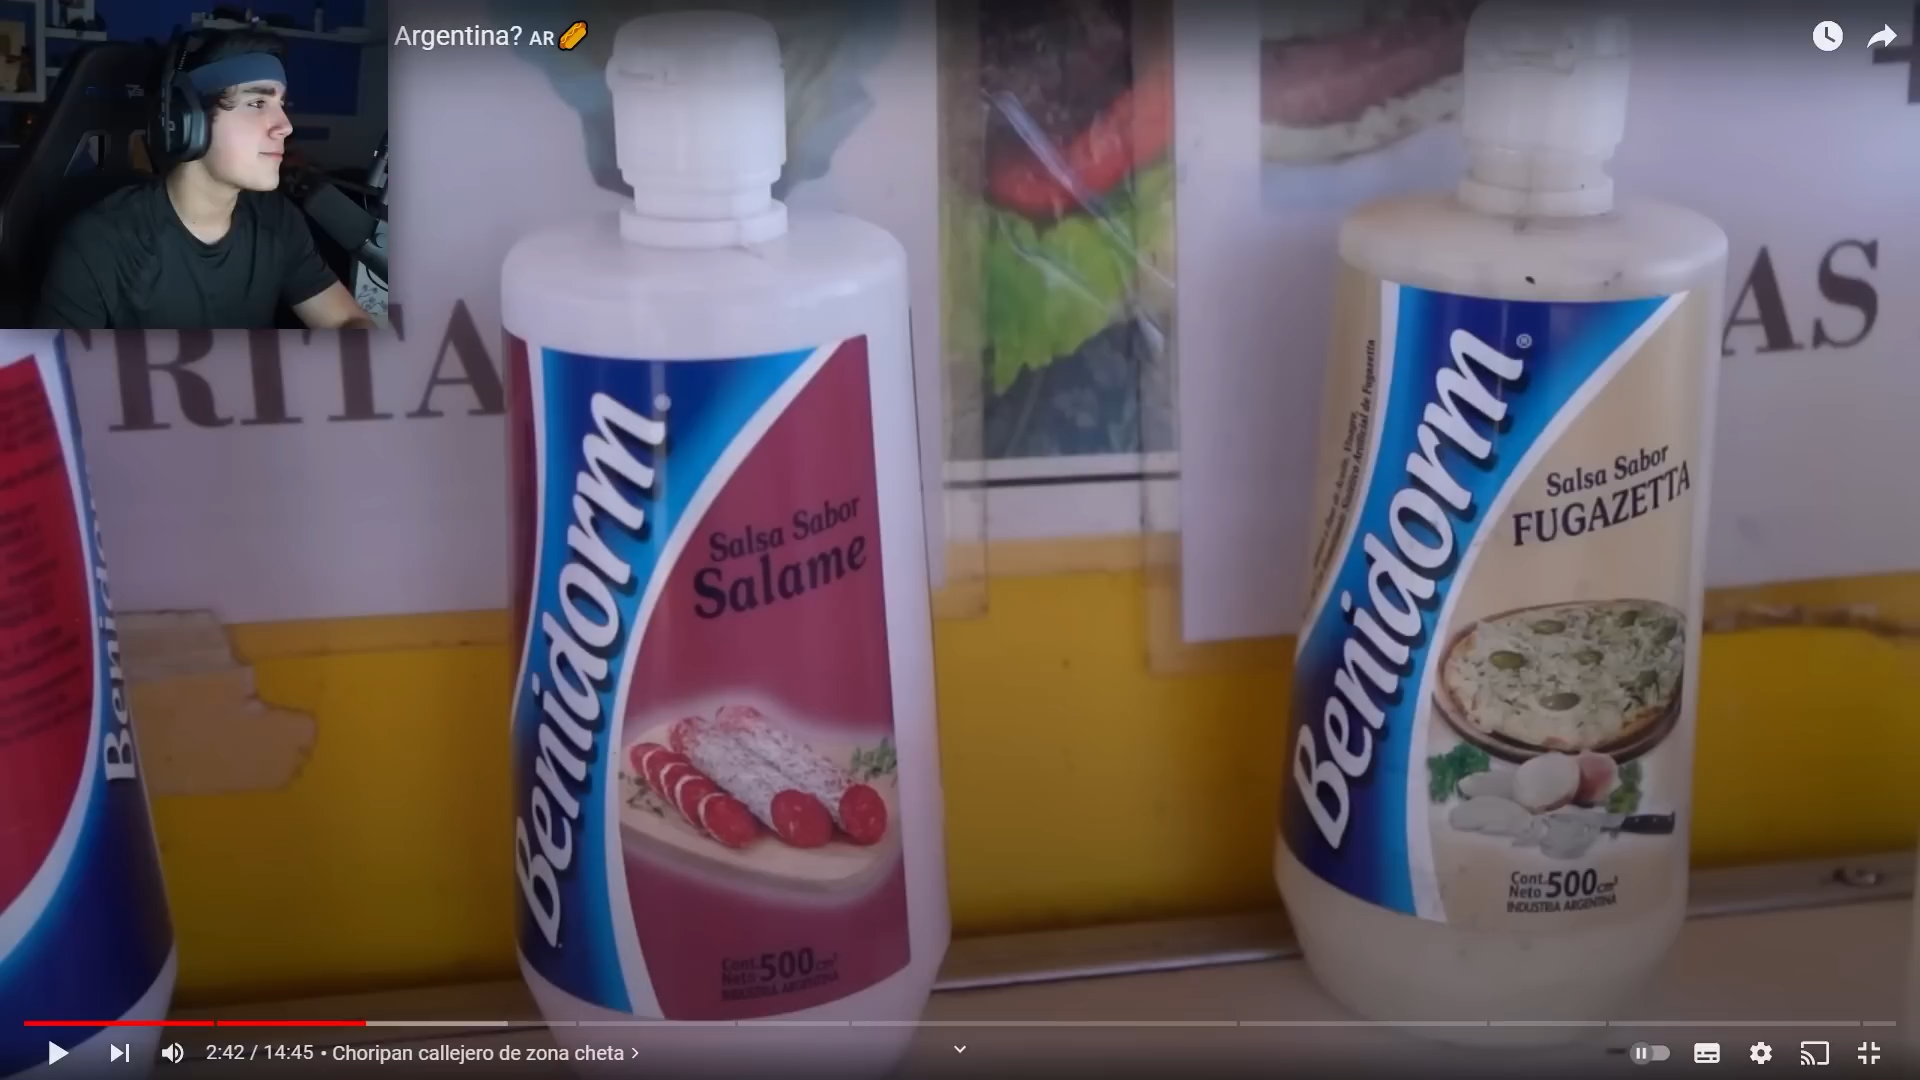 Argentina? AR
RITA
AS
Benidorm
Benidorm®
Salsa Sabor
Salame
Cont.
Neto 500 cm³
INDUSTRIA ARGENTINA
Benidorm®
Salsa Sabor
FUGAZETTA
Cont.
Neto 500 cm³
INDUSTRIA ARGENTINA
2:42 / 14:45 • Choripan callejero de zona cheta ›